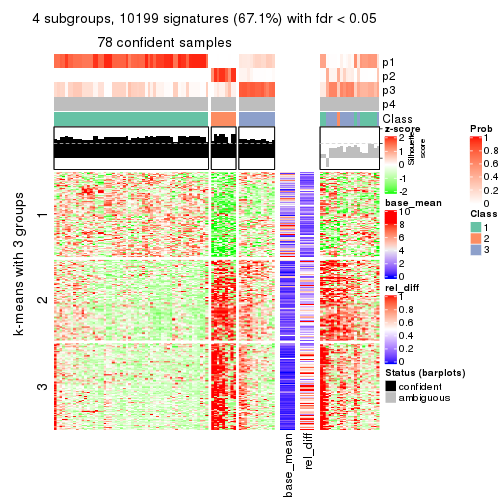 4 subgroups, 10199 signatures (67.1%) with fdr < 0.05
78 confident samples
p1
p2
p3
p4
Class
k-means with 3 groups
1
2
3
base_mean
rel_diff
Silhouette
score
z-score
2
1
0
-1
-2
base_mean
10
8
6
4
2
0
rel_diff
1
0.8
0.6
0.4
0.2
0
Status (barplots)
confident
ambiguous
Prob
1
0.8
0.6
0.4
0.2
0
Class
1
2
3